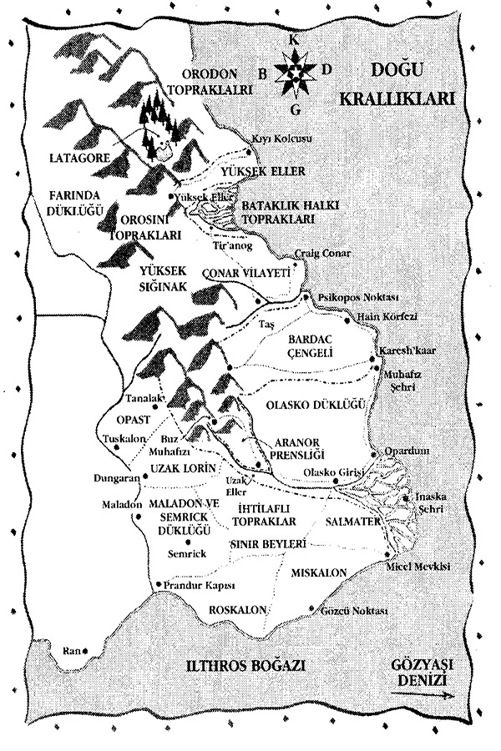 K
B D
G
DOĞU
KRALLIKLARI
ORODON
TOPRAKLALRI
Kıyı Kolcusu
LATAGORE
YÜKSEK ELLER
FARINDA
DÜKLÜĞÜ
Yüksek Eller
BATAKLIK HALKI
TOPRAKLARI
OROSINI
TOPRAKLARI
Tir'anog
YÜKSEK
SIĞINAK
Craig Conar
ÇONAR VILAYETİ
Psikopos Noktası
Hain Körfezi
Taş
BARDAC
ÇENGELİ
Karesh'kaar
Muhafız
Şehri
Tanalak
OPAST
OLASKO DÜKLÜĞÜ
Tuskalon
Buz
Muhafızı
ARANOR
PRENSLİĞİ
Opardum
Dungaran
UZAK LORİN
Uzak
Eller
Olasko Girişi
Inaska
Şehri
Maladon
MALADON VE
SEMRICK
DÜKLÜĞÜ
Semrick
İHTİLAFLI
TOPRAKLAR
SALMATER
SINIR BEYLERİ
Micel Mevkisi
MISKALON
Prandur Kapısı
ROSKALON
Gözcü Noktası
Ran
ILTHROS BOĞAZI
GÖZYAŞI
DENİZİ